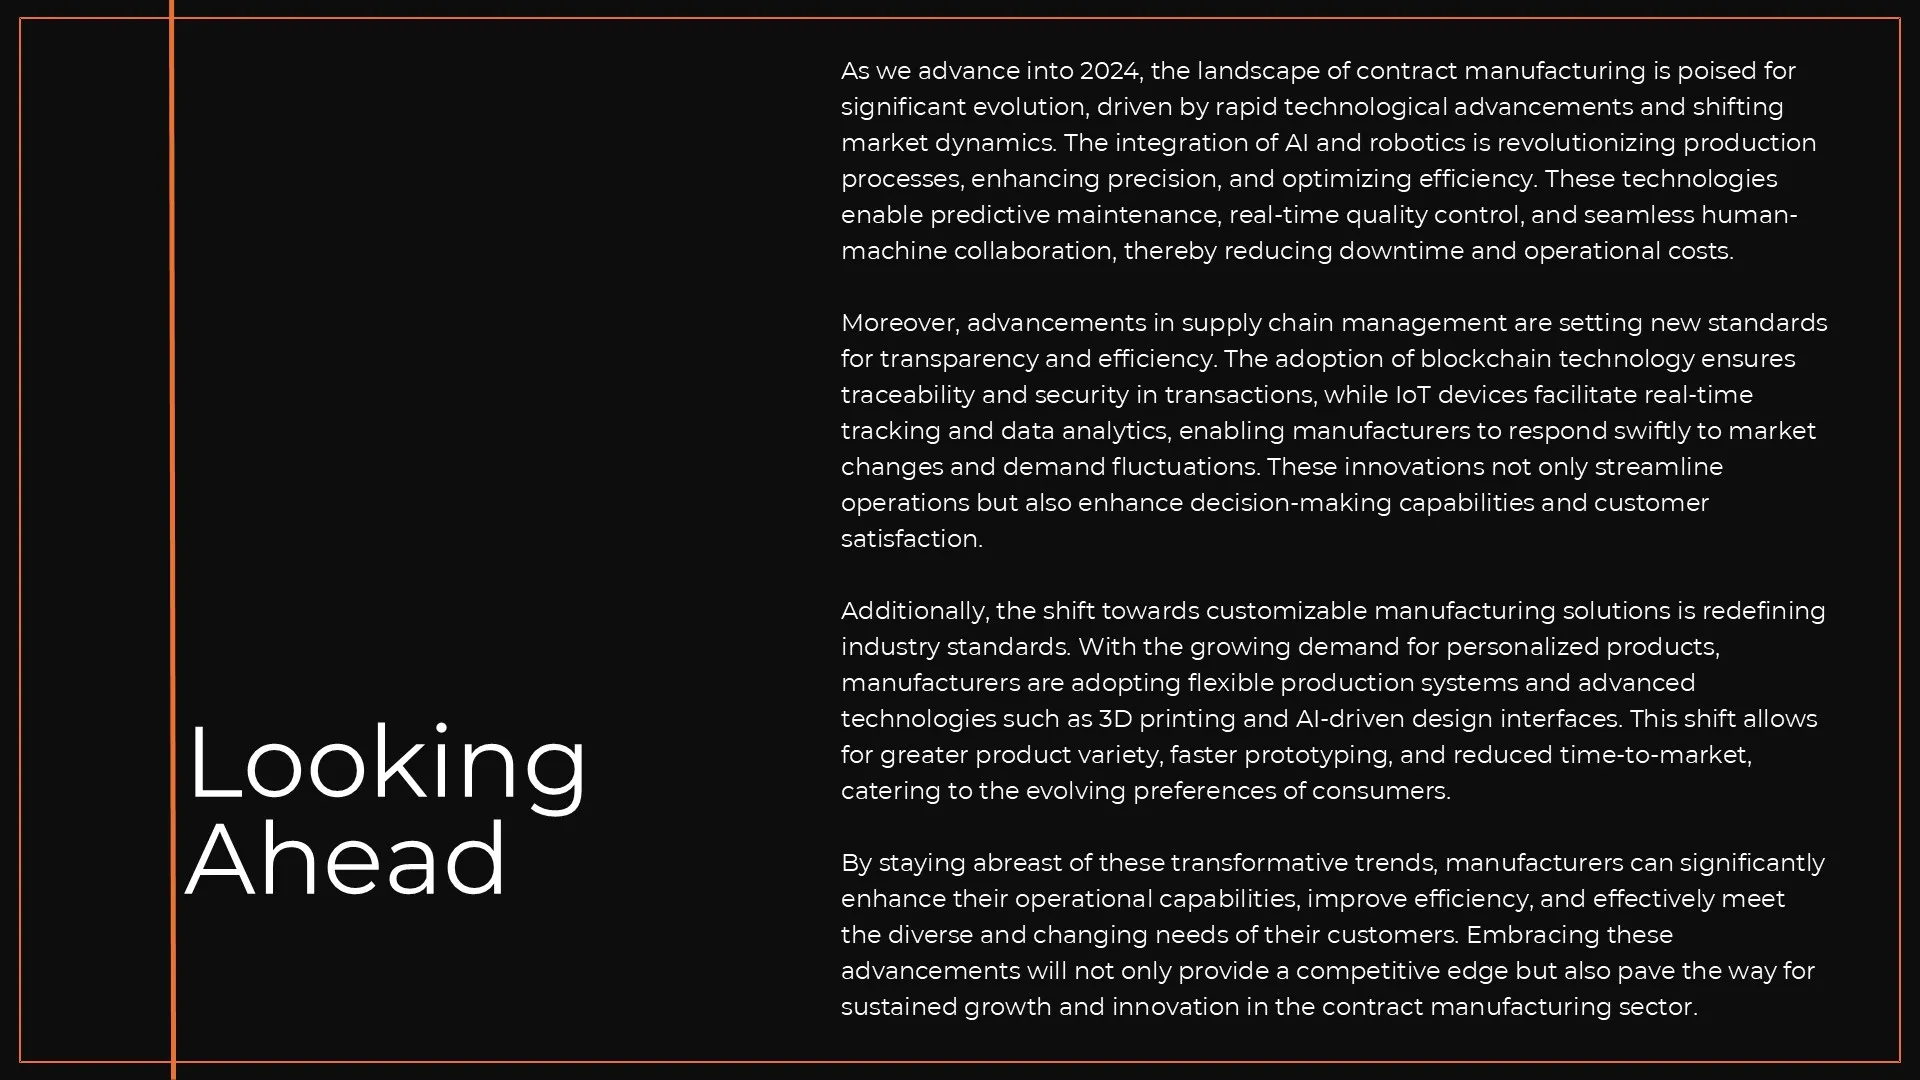 Looking
Ahead
As we advance into 2024, the landscape of contract manufacturing is poised for
significant evolution, driven by rapid technological advancements and shifting
market dynamics. The integration of AI and robotics is revolutionizing production
processes, enhancing precision, and optimizing efficiency. These technologies
enable predictive maintenance, real-time quality control, and seamless human-
machine collaboration, thereby reducing downtime and operational costs.
Moreover, advancements in supply chain management are setting new standards
for transparency and efficiency. The adoption of blockchain technology ensures
traceability and security in transactions, while IoT devices facilitate real-time
tracking and data analytics, enabling manufacturers to respond swiftly to market
changes and demand fluctuations. These innovations not only streamline
operations but also enhance decision-making capabilities and customer
satisfaction.
Additionally, the shift towards customizable manufacturing solutions is redefining
industry standards. With the growing demand for personalized products,
manufacturers are adopting flexible production systems and advanced
technologies such as 3D printing and AI-driven design interfaces. This shift allows
for greater product variety, faster prototyping, and reduced time-to-market,
catering to the evolving preferences of consumers.
By staying abreast of these transformative trends, manufacturers can significantly
enhance their operational capabilities, improve efficiency, and effectively meet
the diverse and changing needs of their customers. Embracing these
advancements will not only provide a competitive edge but also pave the way for
sustained growth and innovation in the contract manufacturing sector.